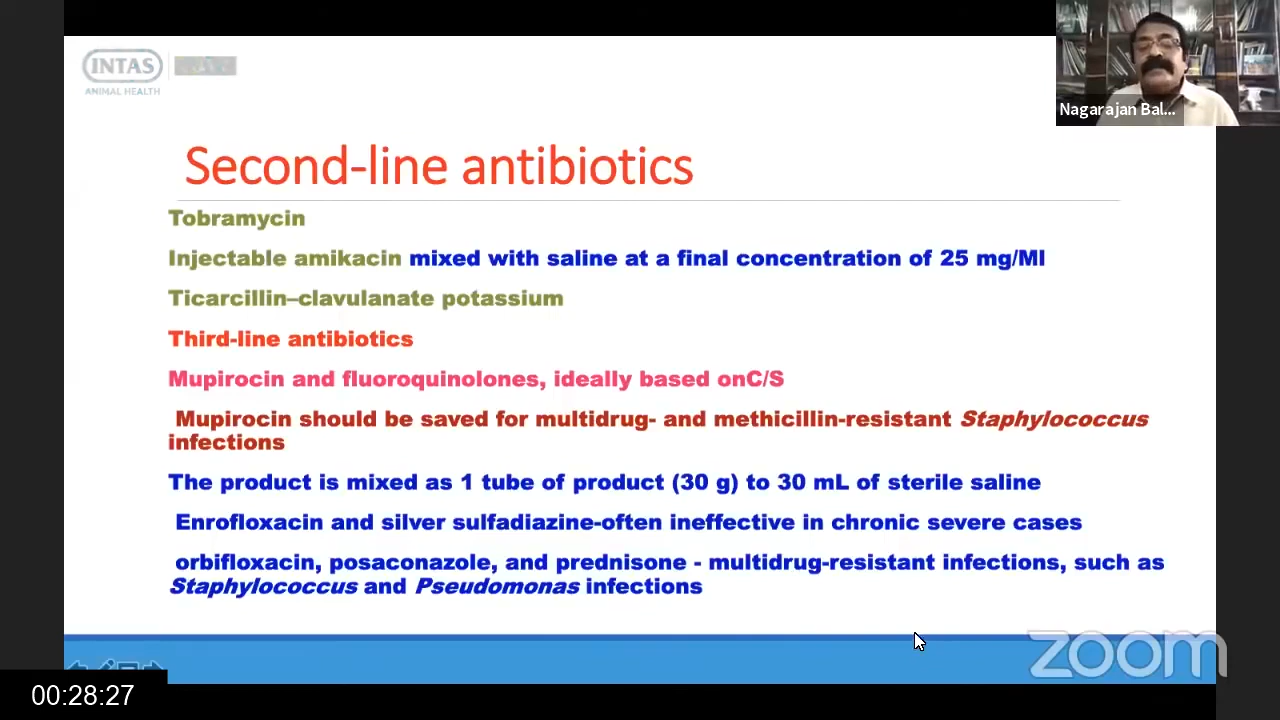 INTAS
ANIMAL HEALTH
Nagarajan Bal...
Second-line antibiotics
Tobramycin
Injectable amikacin mixed with saline at a final concentration of 25 mg/Ml
Ticarcillin–clavulanate potassium
Third-line antibiotics
Mupirocin and fluoroquinolones, ideally based onC/S
Mupirocin should be saved for multidrug- and methicillin-resistant Staphylococcus
infections
The product is mixed as 1 tube of product (30 g) to 30 mL of sterile saline
Enrofloxacin and silver sulfadiazine-often ineffective in chronic severe cases
orbifloxacin, posaconazole, and prednisone - multidrug-resistant infections, such as
Staphylococcus and Pseudomonas infections
zoom
00:28:27